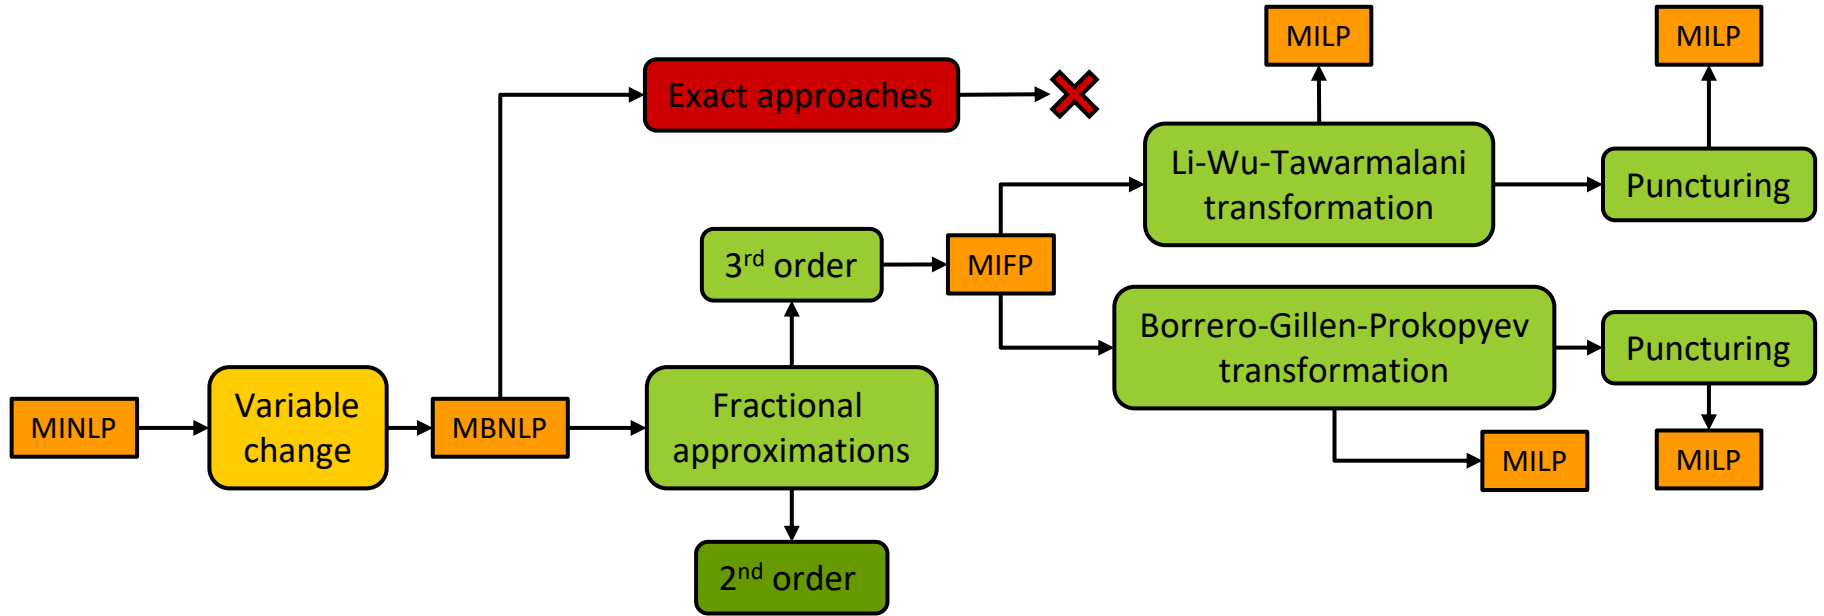 MILP
MILP
Exact approaches
Li-Wu-Tawarmalani
transformation
Puncturing
3rd order
MIFP
Borrero-Gillen-Prokopyev
transformation
Puncturing
MINLP
Variable
change
MBNLP
Fractional
approximations
MILP
MILP
2nd order